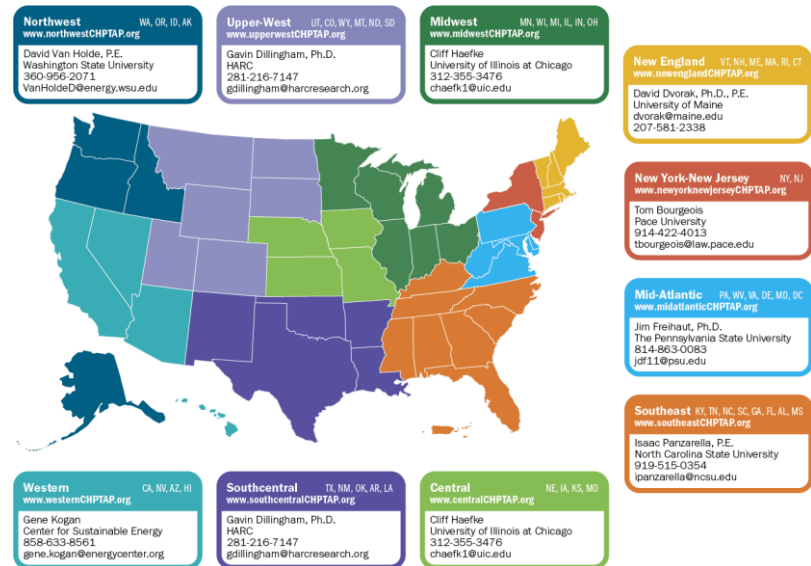 Northwest WA, OR, ID, AK
www.northwestCHPTAP.org
David Van Holde, P.E.
Washington State University
360-956-2071
VanHoldeD@energy.wsu.edu
Upper-West UT, CO, WY, MT, ND, SD
www.upperwestCHPTAP.org
Gavin Dillingham, Ph.D.
HARC
281-216-7147
gdillingham@harcresearch.org
Midwest MN, WI, MI, IL, IN, OH
www.midwestCHPTAP.org
Cliff Haefke
University of Illinois at Chicago
312-355-3476
chaefk1@uic.edu
New England VT, NH, ME, MA, RI, CT
www.newenglandCHPTAP.org
David Dvorak, Ph.D., P.E.
University of Maine
dvorak@maine.edu
207-581-2338
New York-New Jersey NY, NJ
www.newyorknewjerseyCHPTAP.org
Tom Bourgeois
Pace University
914-422-4013
tbourgeois@law.pace.edu
Mid-Atlantic PA, WV, VA, DE, MD, DC
www.midatlanticCHPTAP.org
Jim Freihaut, Ph.D.
The Pennsylvania State University
814-863-0083
jdf11@psu.edu
Southeast KY, TN, NC, SC, GA, FL, AL, MS
www.southeastCHPTAP.org
Isaac Panzarella, P.E.
North Carolina State University
919-515-0354
ipanzarella@ncsu.edu
Western CA, NV, AZ, HI
www.westernCHPTAP.org
Gene Kogan
Center for Sustainable Energy
858-633-8561
gene.kogan@energycenter.org
Southcentral TX, NM, OK, AR, LA
www.southcentralCHPTAP.org
Gavin Dillingham, Ph.D.
HARC
281-216-7147
gdillingham@harcresearch.org
Central NE, IA, KS, MO
www.centralCHPTAP.org
Cliff Haefke
University of Illinois at Chicago
312-355-3476
chaefk1@uic.edu